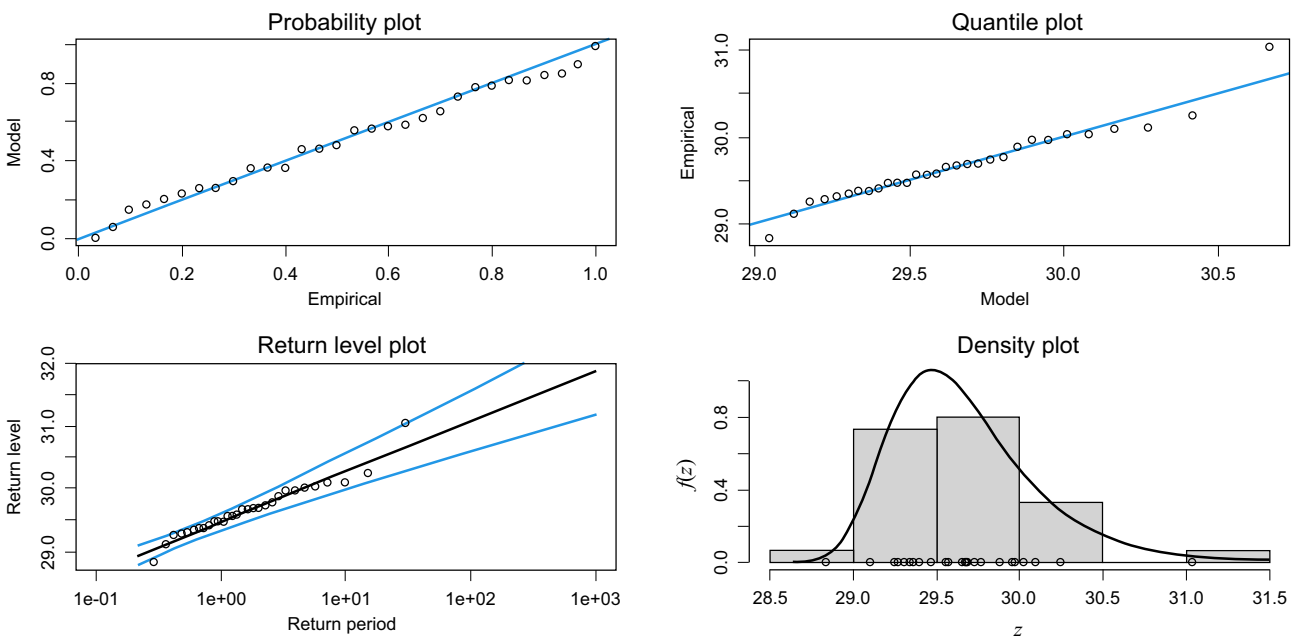 Probability plot
Model
0.0 0.4 0.8
0.0 0.2 0.4 0.6 0.8 1.0
Empirical
Quantile plot
Empirical
29.0 30.0 31.0
29.0 29.5 30.0 30.5
Model
Return level plot
Return level
29.0 30.0 31.0 32.0
1e-01 1e+00 1e+01 1e+02 1e+03
Return period
Density plot
f(z)
0.0 0.4 0.8
28.5 29.0 29.5 30.0 30.5 31.0 31.5
z